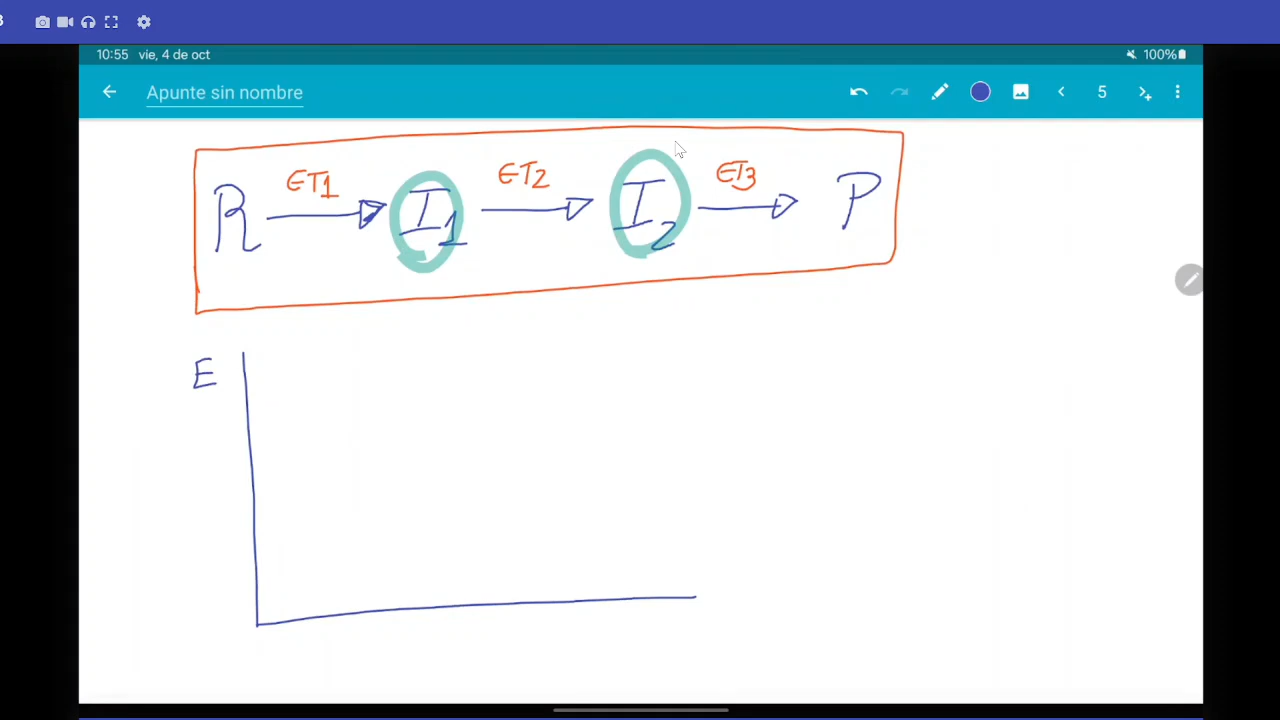 10:55 vie, 4 de oct 100%
Apunte sin nombre 5
ET1 ET2 ET3
R I1 I2 P
E